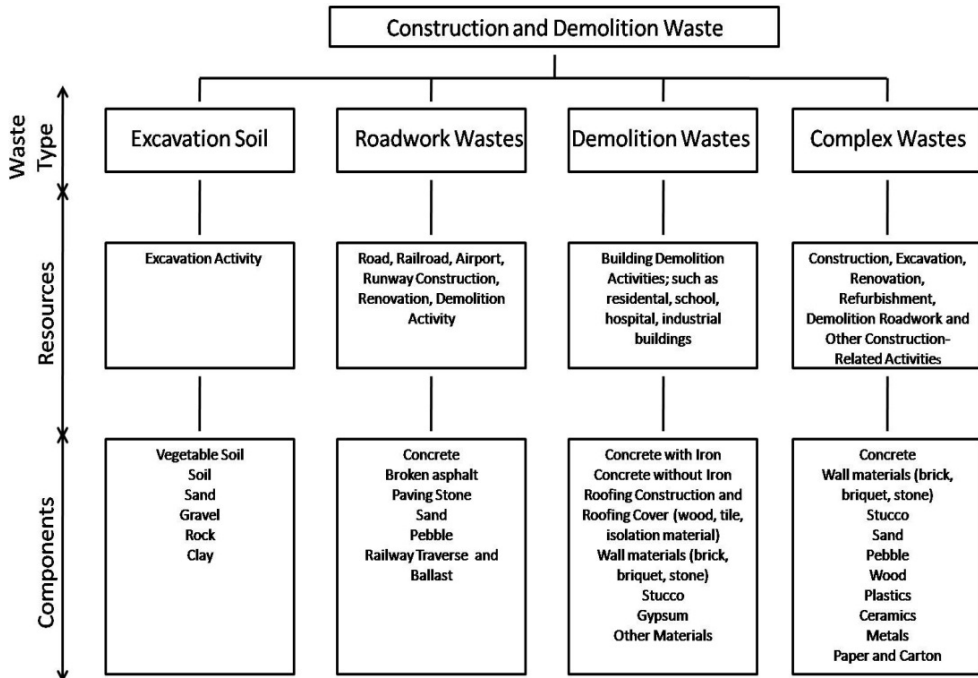 Construction and Demolition Waste
Waste
Type
Excavation Soil
Roadwork Wastes
Demolition Wastes
Complex Wastes
Resources
Excavation Activity
Road, Railroad, Airport,
Runway Construction,
Renovation, Demolition
Activity
Building Demolition
Activities; such as
residental, school,
hospital, industrial
buildings
Construction, Excavation,
Renovation,
Refurbishment,
Demolition Roadwork and
Other Construction-
Related Activities
Components
Vegetable Soil
Soil
Sand
Gravel
Rock
Clay
Concrete
Broken asphalt
Paving Stone
Sand
Pebble
Railway Traverse and
Ballast
Concrete with Iron
Concrete without Iron
Roofing Construction and
Roofing Cover (wood, tile,
isolation material)
Wall materials (brick,
briquet, stone)
Stucco
Gypsum
Other Materials
Concrete
Wall materials (brick,
briquet, stone)
Stucco
Sand
Pebble
Wood
Plastics
Ceramics
Metals
Paper and Carton